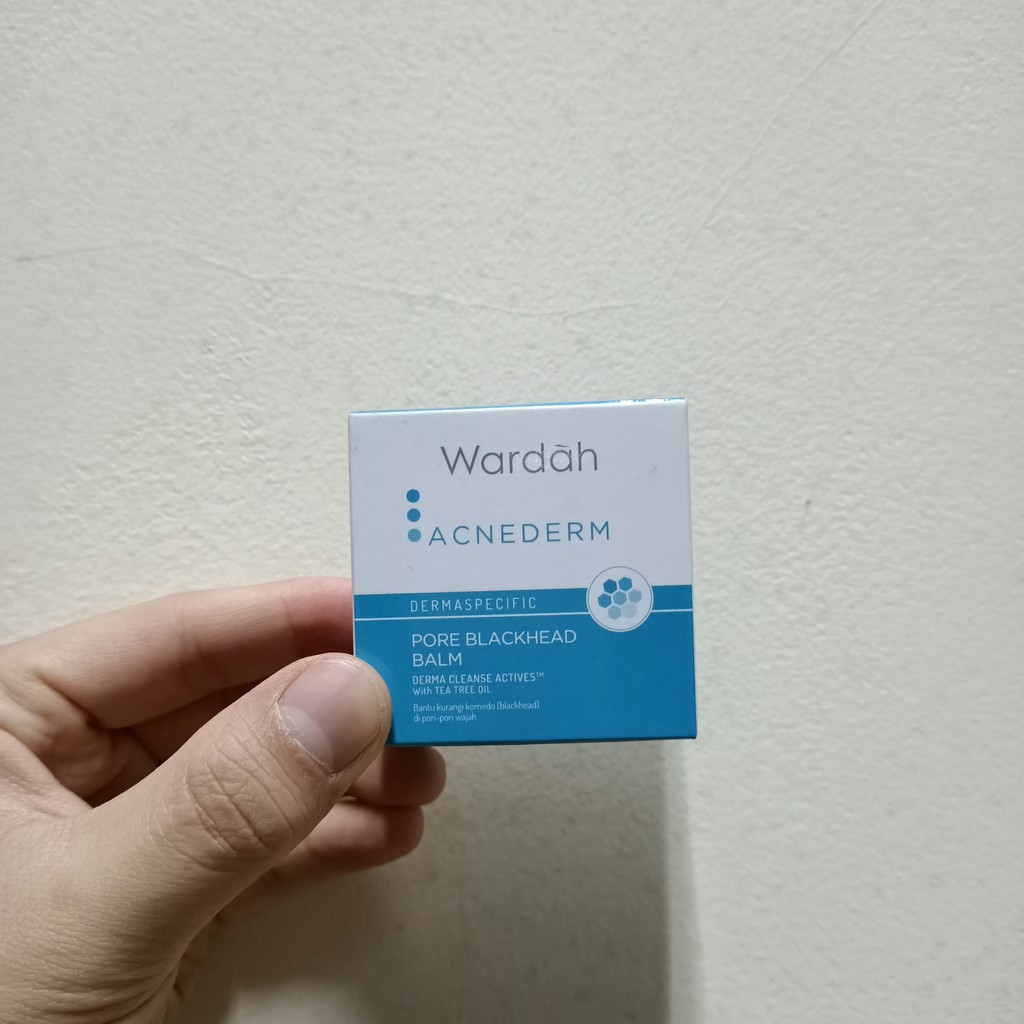 Wardah
ACNEDERM
DERMASPECIFIC
PORE BLACKHEAD
BALM
DERMA CLEANSE ACTIVES™
With TEA TREE OIL
Bantu kurangi komedo (blackhead)
di pori-pori wajah